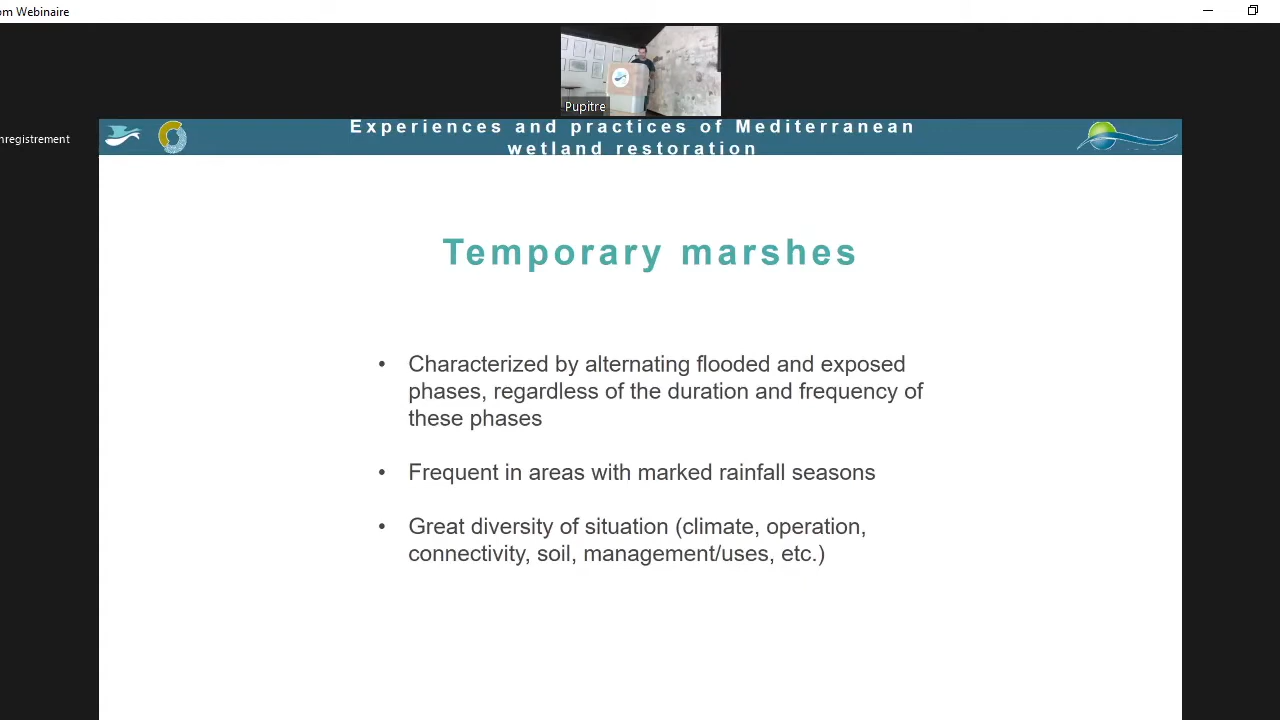 om Webinaire
Pupitre
nregistrement
Experiences and practices of Mediterranean
wetland restoration
Temporary marshes
• Characterized by alternating flooded and exposed
phases, regardless of the duration and frequency of
these phases
• Frequent in areas with marked rainfall seasons
• Great diversity of situation (climate, operation,
connectivity, soil, management/uses, etc.)